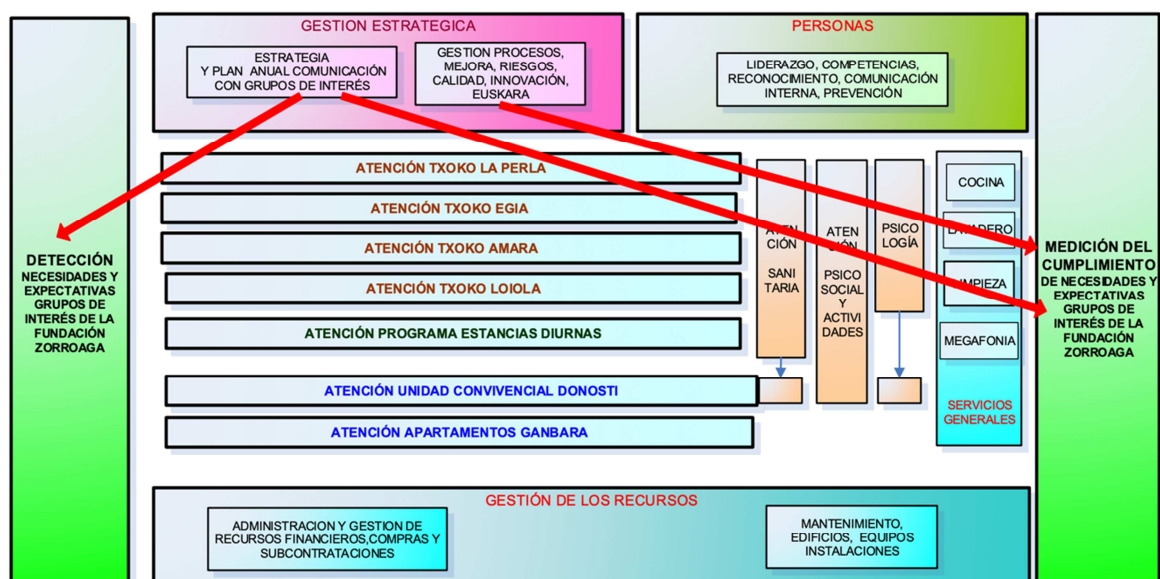 GESTION ESTRATEGICA
ESTRATEGIA
Y PLAN ANUAL COMUNICACIÓN
CON GRUPOS DE INTERÉS
GESTION PROCESOS,
MEJORA, RIESGOS,
CALIDAD, INNOVACIÓN,
EUSKARA
PERSONAS
LIDERAZGO, COMPETENCIAS,
RECONOCIMIENTO, COMUNICACIÓN
INTERNA, PREVENCIÓN
DETECCIÓN
NECESIDADES Y
EXPECTATIVAS
GRUPOS DE
INTERÉS DE LA
FUNDACIÓN
ZORROAGA
ATENCIÓN TXOKO LA PERLA
ATENCIÓN TXOKO EGIA
ATENCIÓN TXOKO AMARA
ATENCIÓN TXOKO LOIOLA
ATENCIÓN PROGRAMA ESTANCIAS DIURNAS
ATENCIÓN UNIDAD CONVIVENCIAL DONOSTI
ATENCIÓN APARTAMENTOS GANBARA
ATEN
CIÓN
SANI
TARIA
ATEN
CIÓN
PSICO
SOCIAL
Y
ACTIVI
DADES
PSICO
LOGÍA
COCINA
LAVADERO
LIMPIEZA
MEGAFONIA
SERVICIOS
GENERALES
MEDICIÓN DEL
CUMPLIMIENTO
DE NECESIDADES Y
EXPECTATIVAS
GRUPOS DE
INTERÉS DE LA
FUNDACIÓN
ZORROAGA
GESTIÓN DE LOS RECURSOS
ADMINISTRACION Y GESTION DE
RECURSOS FINANCIEROS,COMPRAS Y
SUBCONTRATACIONES
MANTENIMIENTO,
EDIFICIOS, EQUIPOS
INSTALACIONES